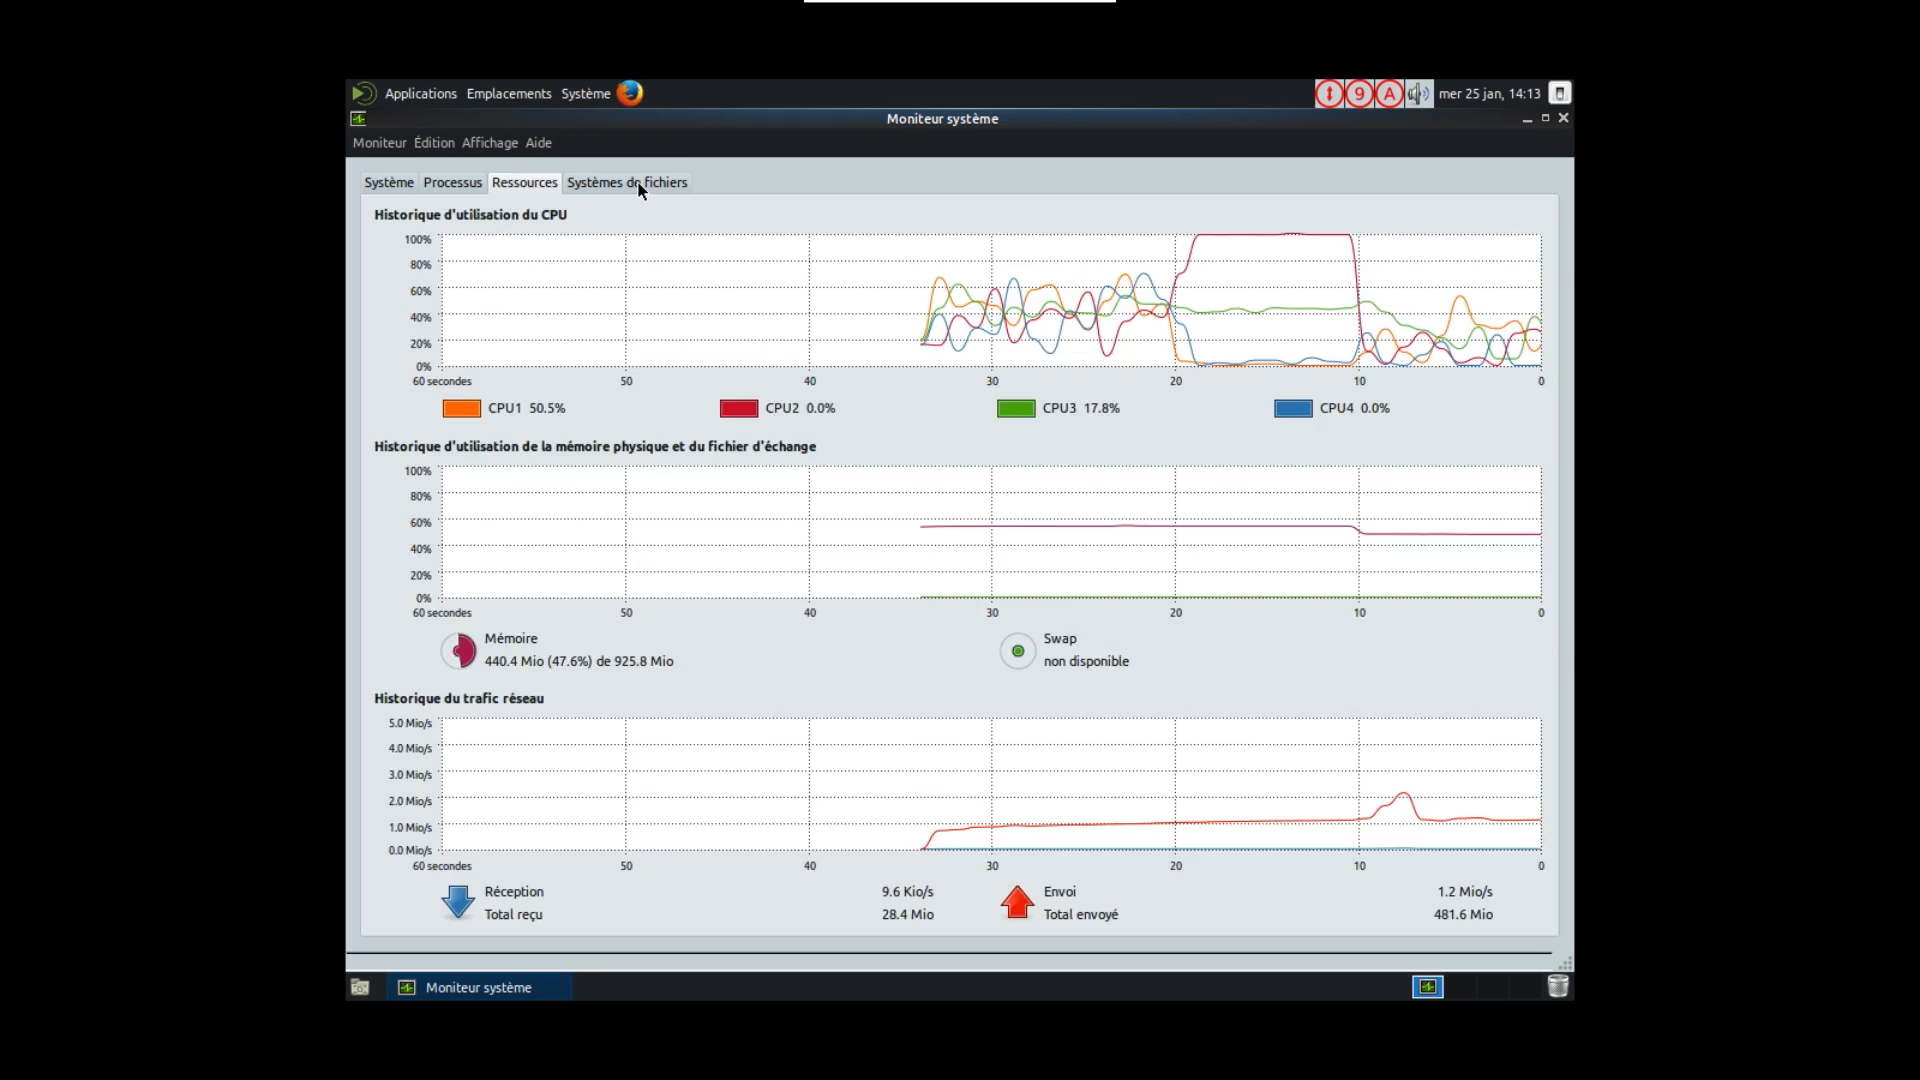 Applications Emplacements Système
9 A mer 25 jan, 14:13
Moniteur système
Moniteur Édition Affichage Aide
Système Processus Ressources Systèmes de fichiers
Historique d'utilisation du CPU
100%
80%
60%
40%
20%
0%
60 secondes 50 40 30 20 10 0
CPU1 50.5% CPU2 0.0% CPU3 17.8% CPU4 0.0%
Historique d'utilisation de la mémoire physique et du fichier d'échange
100%
80%
60%
40%
20%
0%
60 secondes 50 40 30 20 10 0
Mémoire
440.4 Mio (47.6%) de 925.8 Mio
Swap
non disponible
Historique du trafic réseau
5.0 Mio/s
4.0 Mio/s
3.0 Mio/s
2.0 Mio/s
1.0 Mio/s
0.0 Mio/s
60 secondes 50 40 30 20 10 0
Réception 9.6 Kio/s
Total reçu 28.4 Mio
Envoi 1.2 Mio/s
Total envoyé 481.6 Mio
Moniteur système